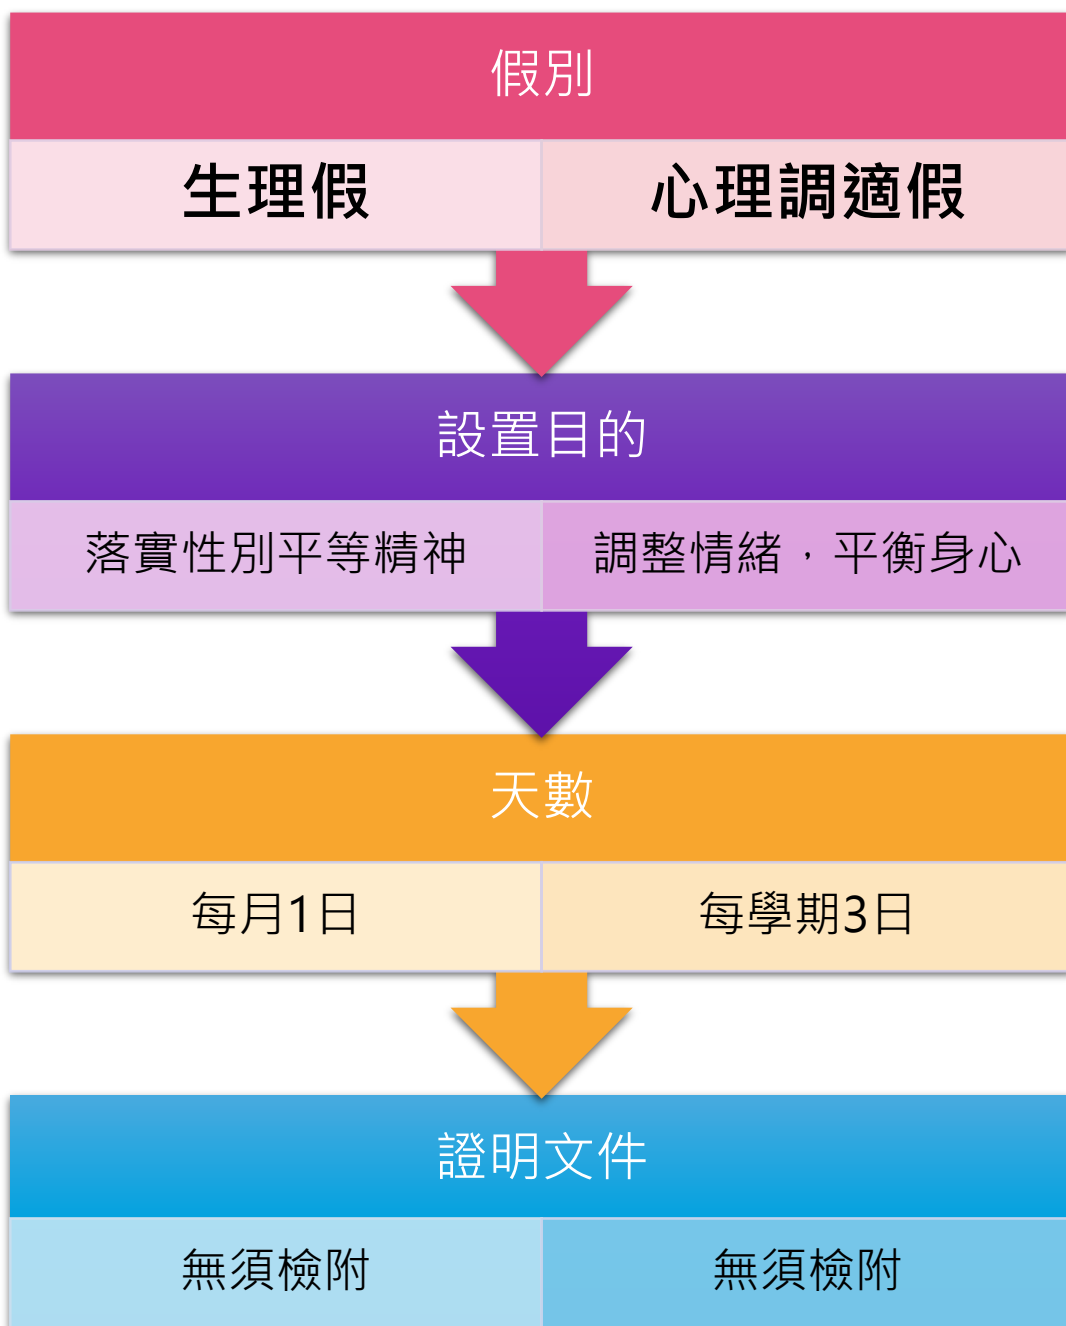 假別
生理假
心理調適假
設置目的
落實性別平等精神
調整情緒，平衡身心
天數
每月1日
每學期3日
證明文件
無須檢附
無須檢附